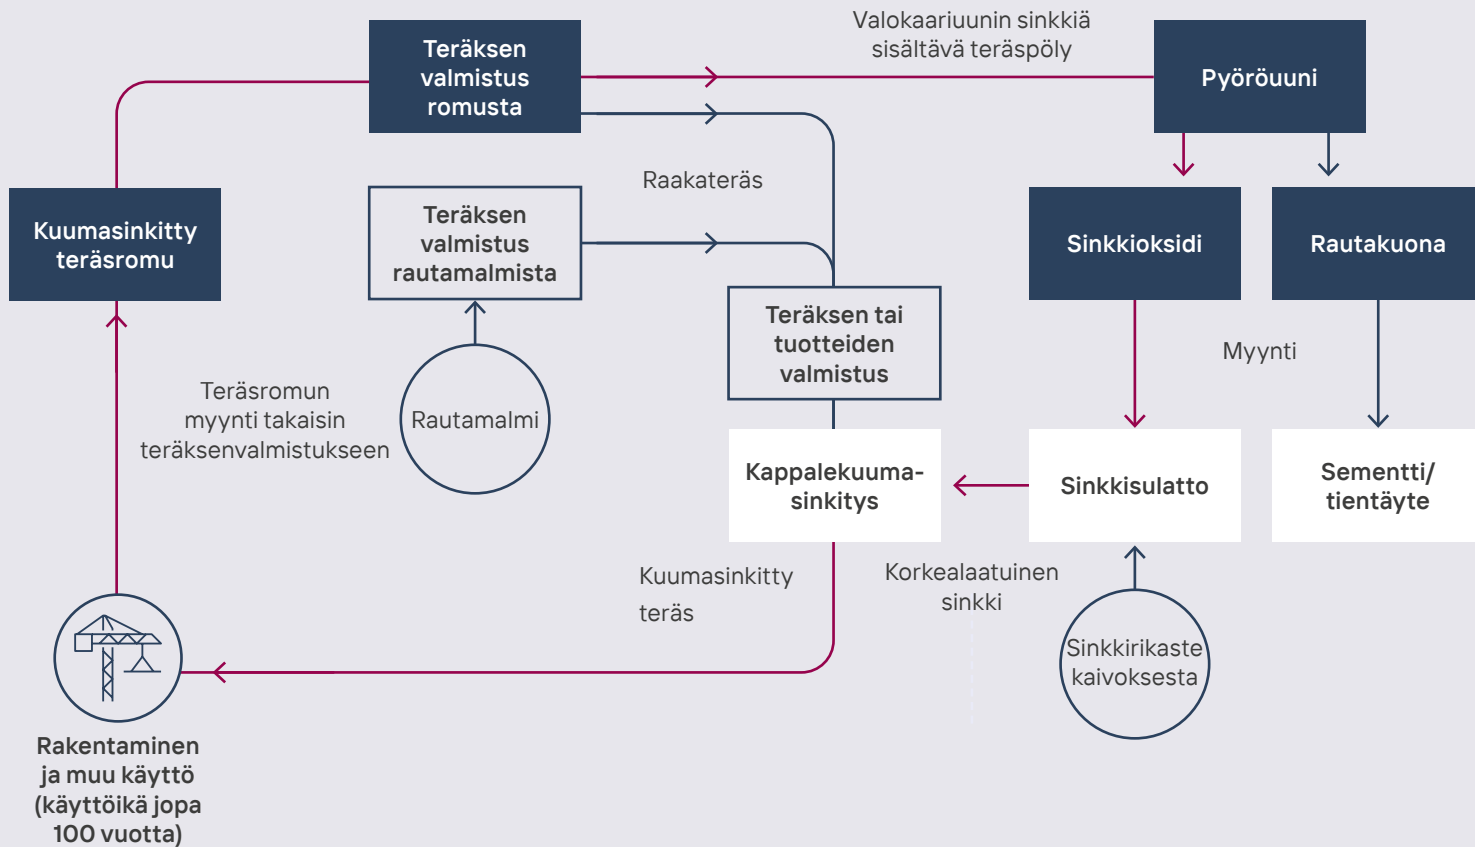 Valokaariuunin sinkkiä
sisältävä teräspöly
Teräksen
valmistus
romusta
Pyöröuuni
Raakateräs
Kuumasinkitty
teräsromu
Teräksen
valmistus
rautamalmista
Sinkkioksidi
Rautakuona
Teräksen tai
tuotteiden
valmistus
Myynti
Teräsromun
myynti takaisin
teräksenvalmistukseen
Rautamalmi
Kappalekuuma-
sinkitys
Sinkkisulatto
Sementti/
tientäyte
Kuumasinkitty
teräs
Korkealaatuinen
sinkki
Sinkkirikaste
kaivoksesta
Rakentaminen
ja muu käyttö
(käyttöikä jopa
100 vuotta)